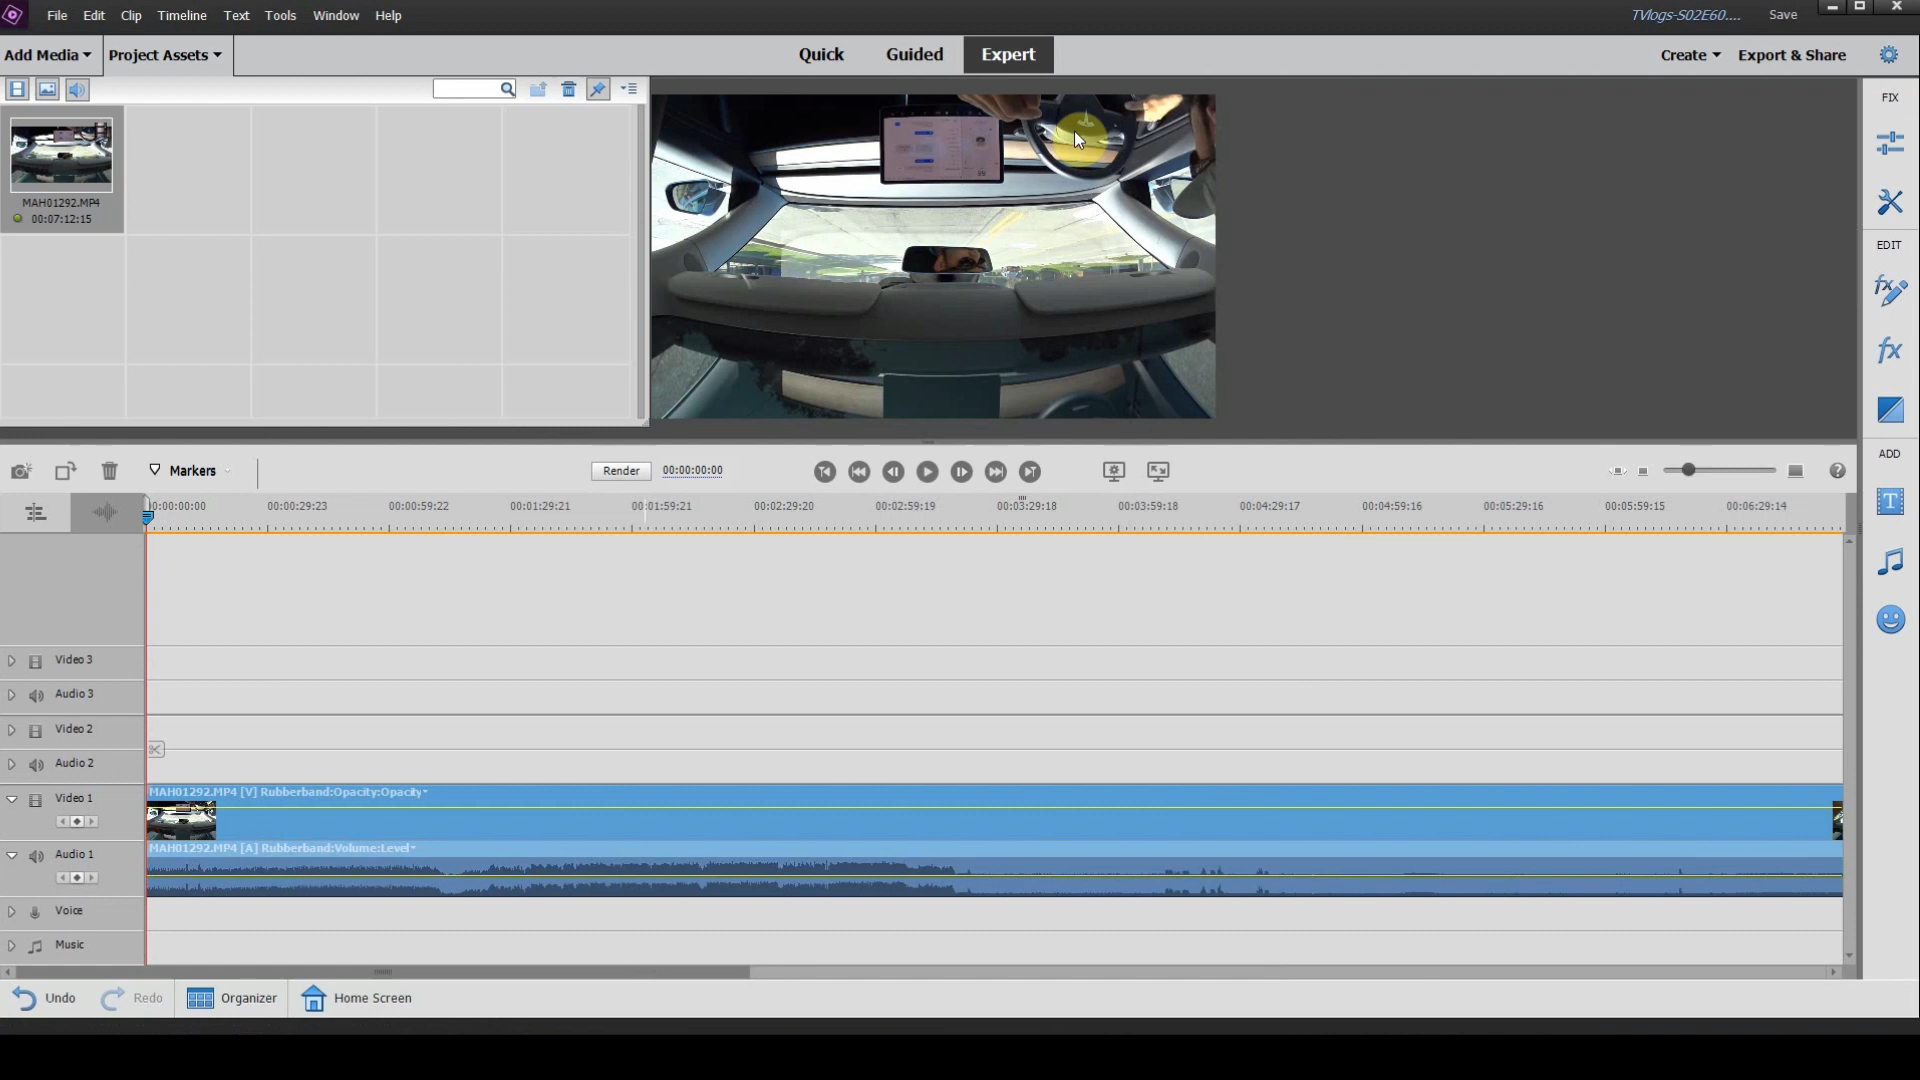 File Edit Clip Timeline Text Tools Window Help
TVlogs-S02E60.... Save
Add Media Project Assets
Quick Guided Expert
Create Export & Share
FIX
MAH01292.MP4
00:07:12:15
EDIT
fx
fx
ADD
T
Markers
Render 00:00:00:00
00:00:00:00 00:00:29:23 00:00:59:22 00:01:29:21 00:01:59:21 00:02:29:20 00:02:59:19 00:03:29:18 00:03:59:18 00:04:29:17 00:04:59:16 00:05:29:16 00:05:59:15 00:06:29:14
Video 3
Audio 3
Video 2
Audio 2
Video 1
MAH01292.MP4 [V] Rubberband:Opacity:Opacity
Audio 1
MAH01292.MP4 [A] Rubberband:Volume:Level
Voice
Music
Undo Redo Organizer Home Screen